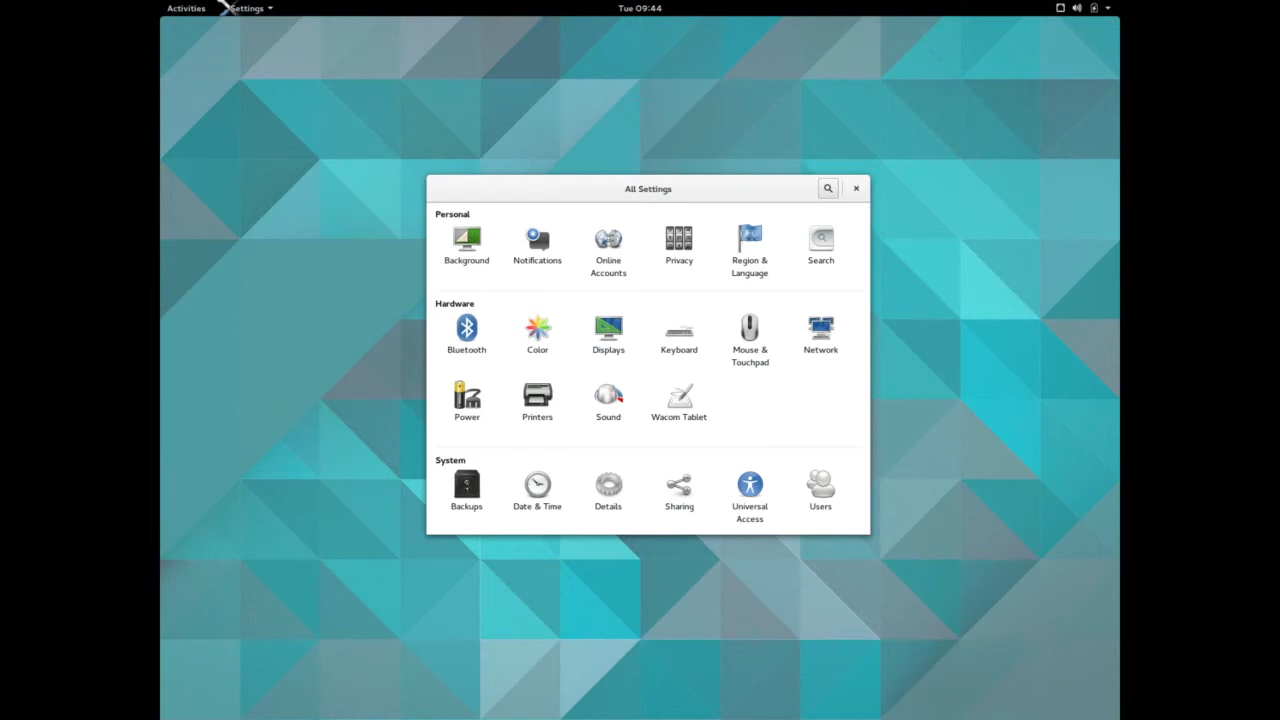 Activities Settings Tue 09:44
All Settings
Personal
Background Notifications Online Privacy Region & Search
Accounts Language
Hardware
Bluetooth Color Displays Keyboard Mouse & Network
Touchpad
Power Printers Sound Wacom Tablet
System
Backups Date & Time Details Sharing Universal Users
Access